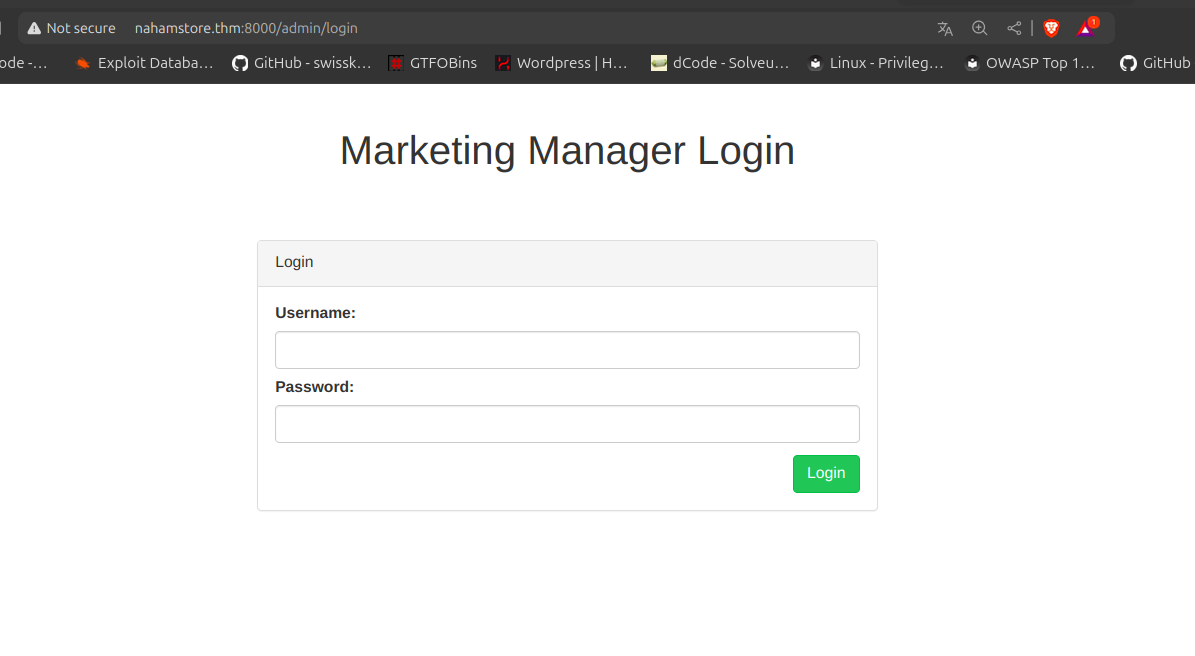 Not secure nahamstore.thm:8000/admin/login 1
ode -... Exploit Databa... GitHub - swissk... GTFOBins Wordpress | H... dCode - Solveu... Linux - Privileg... OWASP Top 1... GitHub
Marketing Manager Login
Login
Username:
Password:
Login